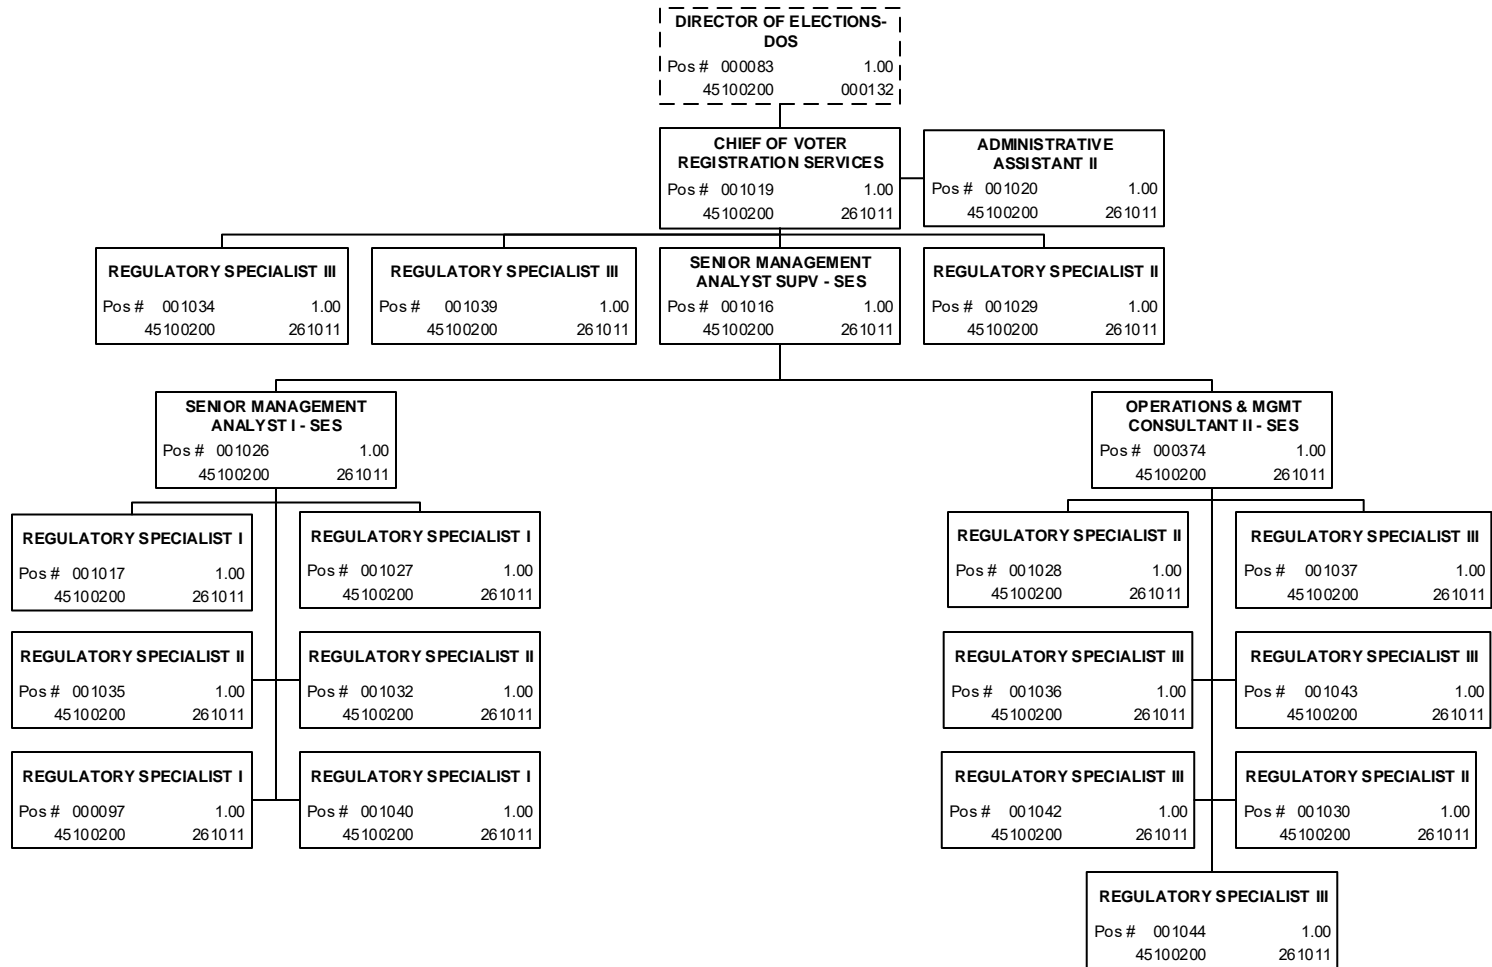 DIRECTOR OF ELECTIONS-
DOS
Pos # 000083 1.00
45100200 000132
CHIEF OF VOTER
REGISTRATION SERVICES
Pos # 001019 1.00
45100200 261011
ADMINISTRATIVE
ASSISTANT II
Pos # 001020 1.00
45100200 261011
REGULATORY SPECIALIST III
Pos # 001034 1.00
45100200 261011
REGULATORY SPECIALIST III
Pos # 001039 1.00
45100200 261011
SENIOR MANAGEMENT
ANALYST SUPV - SES
Pos # 001016 1.00
45100200 261011
REGULATORY SPECIALIST II
Pos # 001029 1.00
45100200 261011
SENIOR MANAGEMENT
ANALYST I - SES
Pos # 001026 1.00
45100200 261011
OPERATIONS & MGMT
CONSULTANT II - SES
Pos # 000374 1.00
45100200 261011
REGULATORY SPECIALIST I
Pos # 001017 1.00
45100200 261011
REGULATORY SPECIALIST I
Pos # 001027 1.00
45100200 261011
REGULATORY SPECIALIST II
Pos # 001028 1.00
45100200 261011
REGULATORY SPECIALIST III
Pos # 001037 1.00
45100200 261011
REGULATORY SPECIALIST II
Pos # 001035 1.00
45100200 261011
REGULATORY SPECIALIST II
Pos # 001032 1.00
45100200 261011
REGULATORY SPECIALIST III
Pos # 001036 1.00
45100200 261011
REGULATORY SPECIALIST III
Pos # 001043 1.00
45100200 261011
REGULATORY SPECIALIST I
Pos # 000097 1.00
45100200 261011
REGULATORY SPECIALIST I
Pos # 001040 1.00
45100200 261011
REGULATORY SPECIALIST III
Pos # 001042 1.00
45100200 261011
REGULATORY SPECIALIST II
Pos # 001030 1.00
45100200 261011
REGULATORY SPECIALIST III
Pos # 001044 1.00
45100200 261011